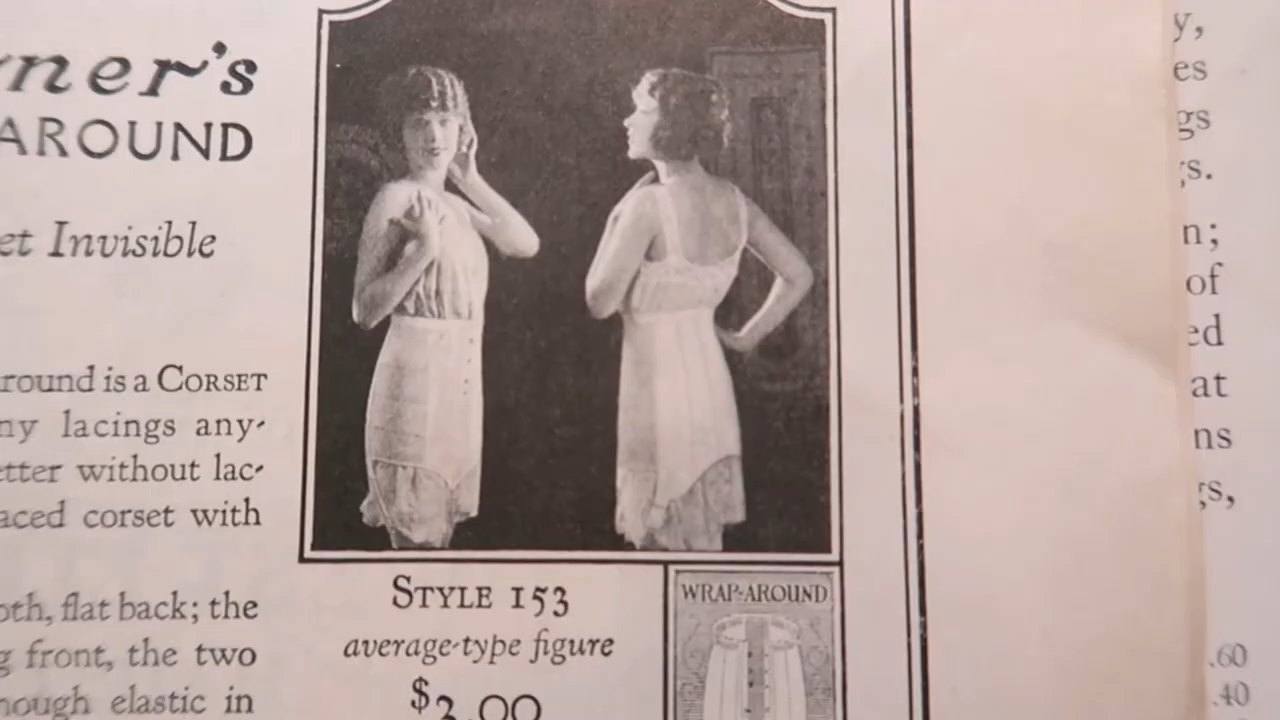 ner's
AROUND
et Invisible
round is a CORSET
ny lacings any-
etter without lac-
aced corset with
oth, flat back; the
g front, the two
nough elastic in
STYLE 153
average-type figure
$3.00
WRAP-AROUND
y,
es
gs
s.
n;
of
ed
at
ns
gs,
.60
.40